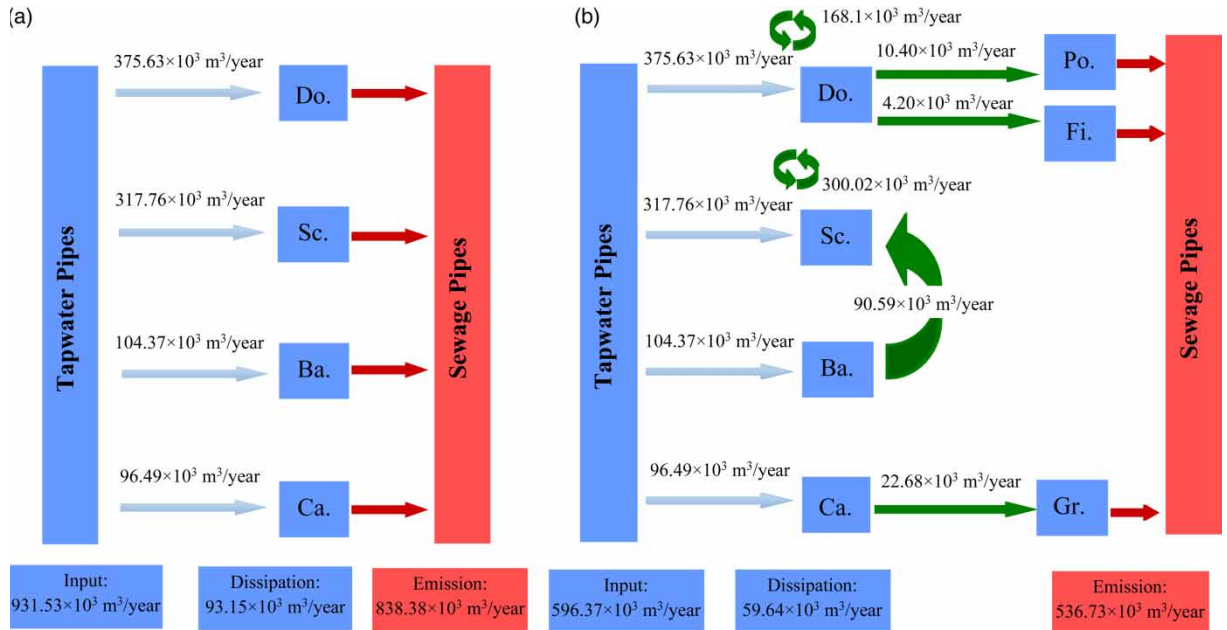 (a)
375.63×10³ m³/year
Do.
317.76×10³ m³/year
Sc.
104.37×10³ m³/year
Ba.
96.49×10³ m³/year
Ca.
Tapwater Pipes
Sewage Pipes
Input:
931.53×10³ m³/year
Dissipation:
93.15×10³ m³/year
Emission:
838.38×10³ m³/year
(b)
168.1×10³ m³/year
375.63×10³ m³/year
10.40×10³ m³/year
Do.
Po.
4.20×10³ m³/year
Fi.
300.02×10³ m³/year
317.76×10³ m³/year
Sc.
90.59×10³ m³/year
104.37×10³ m³/year
Ba.
96.49×10³ m³/year
22.68×10³ m³/year
Ca.
Gr.
Tapwater Pipes
Sewage Pipes
Input:
596.37×10³ m³/year
Dissipation:
59.64×10³ m³/year
Emission:
536.73×10³ m³/year